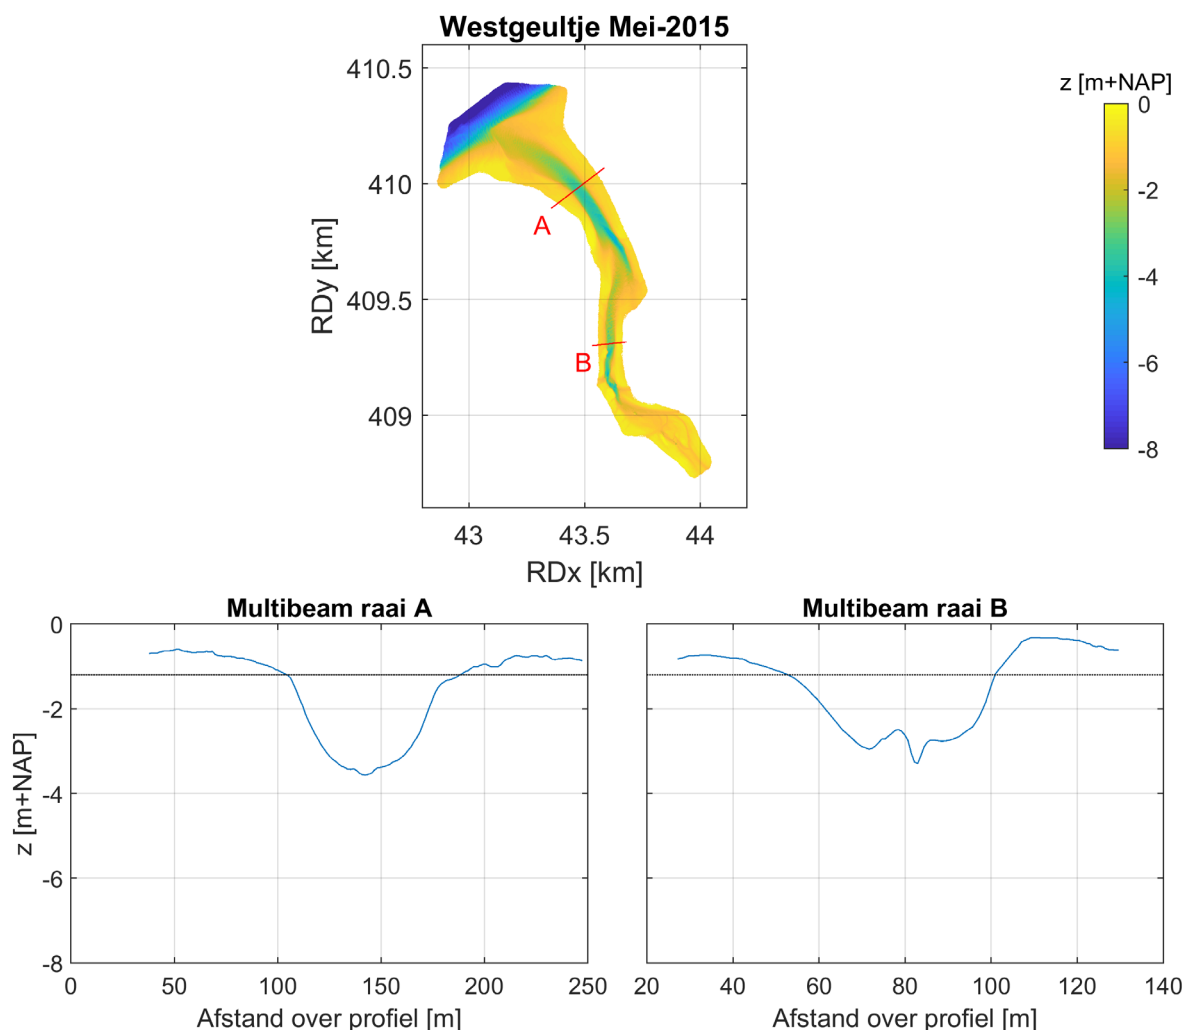 Westgeultje Mei-2015
z [m+NAP]
410.5
410
409.5
409
RDy [km]
A
B
43
43.5
44
RDx [km]
0
-2
-4
-6
-8
Multibeam raai A
0
-2
-4
-6
-8
z [m+NAP]
0
50
100
150
200
250
Afstand over profiel [m]
Multibeam raai B
20
40
60
80
100
120
140
Afstand over profiel [m]